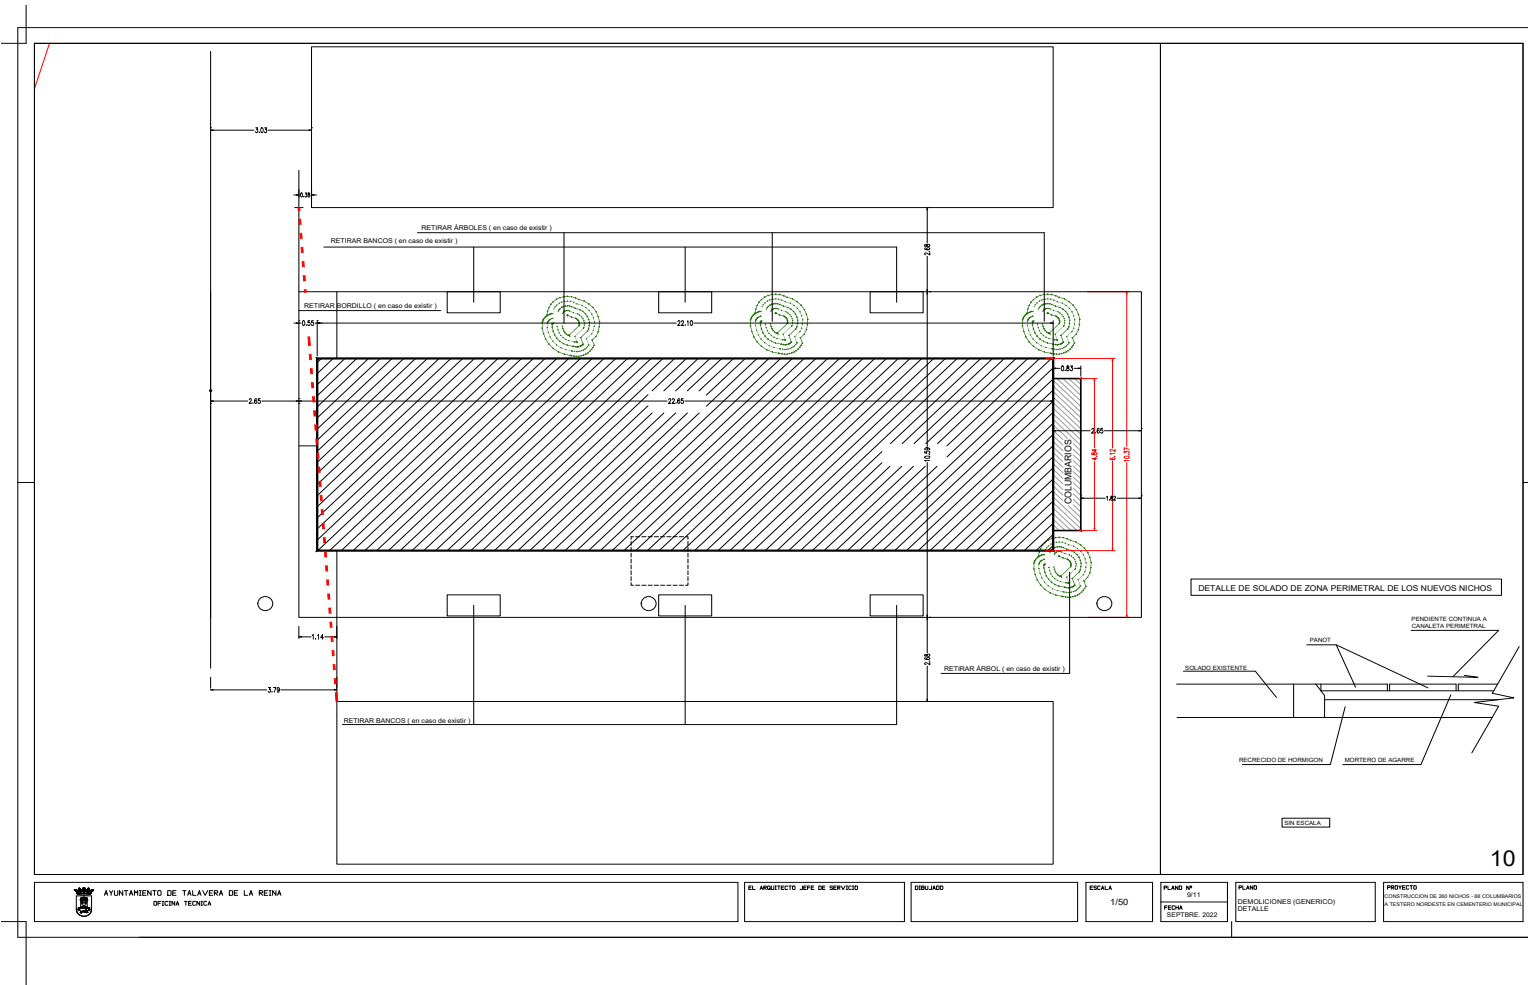 3.03
0.38
RETIRAR ÁRBOLES ( en caso de existir )
RETIRAR BANCOS ( en caso de existir )
2.68
RETIRAR BORDILLO ( en caso de existir )
0.55
22.10
0.83
2.65
22.65
2.65
COLUMBARIOS
4.84
6.12
10.37
10.59
1.82
1.14
2.68
3.79
RETIRAR ÁRBOL ( en caso de existir )
RETIRAR BANCOS ( en caso de existir )
DETALLE DE SOLADO DE ZONA PERIMETRAL DE LOS NUEVOS NICHOS
PENDIENTE CONTINUA A
CANALETA PERIMETRAL
PANOT
SOLADO EXISTENTE
RECRECIDO DE HORMIGON
MORTERO DE AGARRE
SIN ESCALA
10
AYUNTAMIENTO DE TALAVERA DE LA REINA
OFICINA TECNICA
EL ARQUITECTO JEFE DE SERVICIO
DIBUJADO
ESCALA
1/50
PLANO Nº
9/11
FECHA
SEPTBRE. 2022
PLANO
DEMOLICIONES (GENERICO)
DETALLE
PROYECTO
CONSTRUCCION DE 260 NICHOS - 88 COLUMBARIOS
A TESTERO NORDESTE EN CEMENTERIO MUNICIPAL